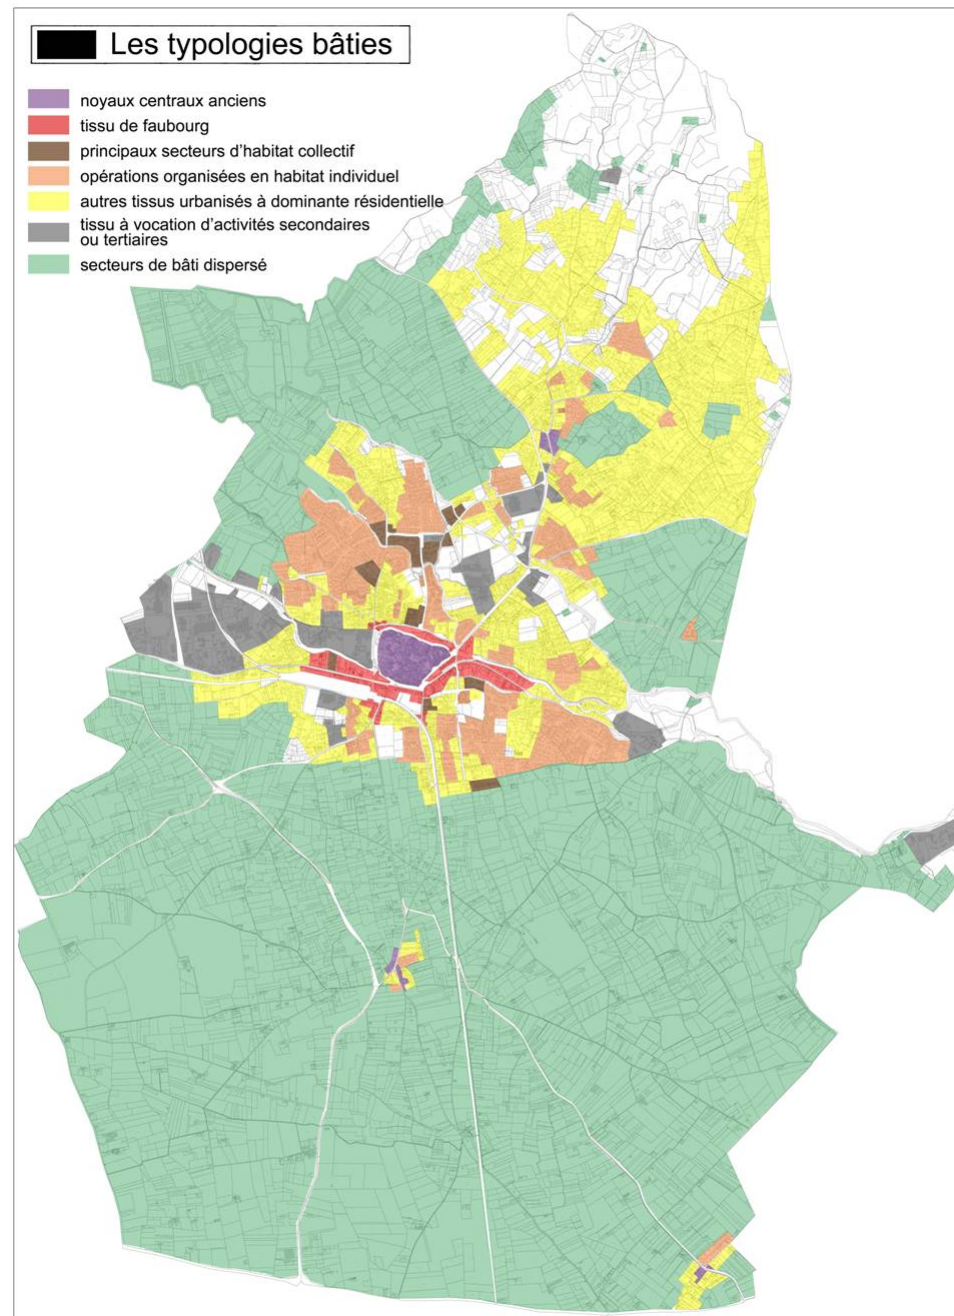 Les typologies bâties
noyaux centraux anciens
tissu de faubourg
principaux secteurs d'habitat collectif
opérations organisées en habitat individuel
autres tissus urbanisés à dominante résidentielle
tissu à vocation d'activités secondaires
ou tertiaires
secteurs de bâti dispersé